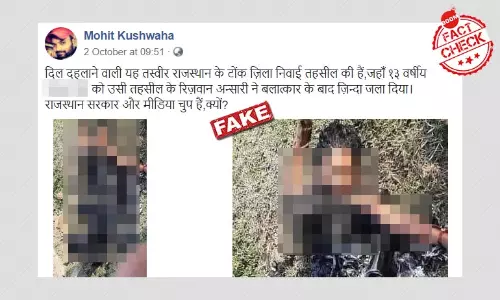 Mohit Kushwaha
2 October at 09:51 ·
दिल दहलाने वाली यह तस्वीर राजस्थान के टोंक ज़िला निवाई तहसील की हैं,जहाँ १३ वर्षीय
को उसी तहसील के रिज़वान अन्सारी ने बलात्कार के बाद ज़िन्दा जला दिया।
राजस्थान सरकार और मीडिया चुप हैं,क्यों?
FAKE
BOOM
FACT
CHECK